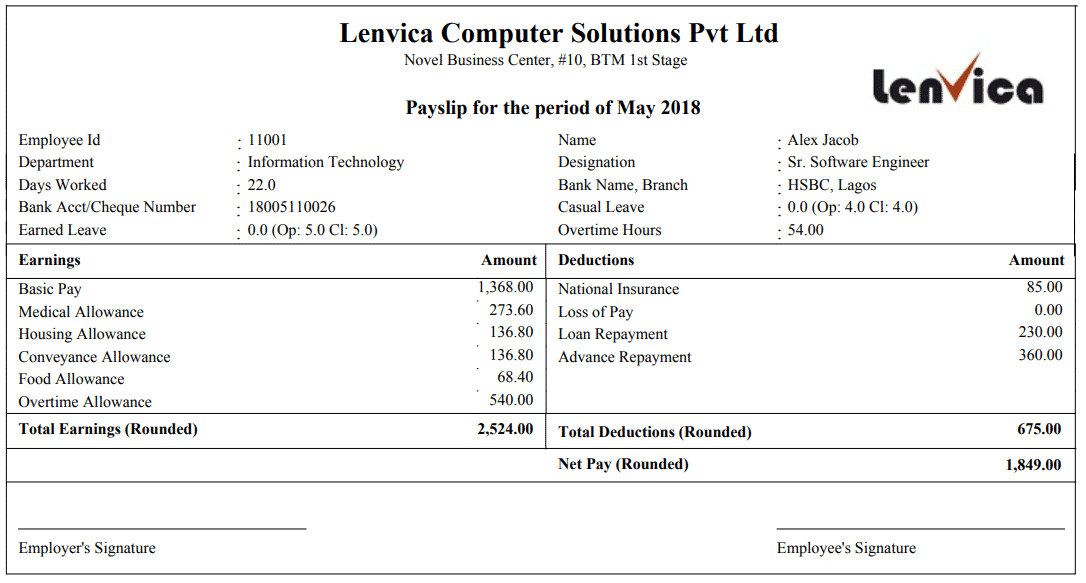 Lenvica Computer Solutions Pvt Ltd
Novel Business Center, #10, BTM 1st Stage
Lenvica
Payslip for the period of May 2018
Employee Id : 11001 Name : Alex Jacob
Department : Information Technology Designation : Sr. Software Engineer
Days Worked : 22.0 Bank Name, Branch : HSBC, Lagos
Bank Acct/Cheque Number : 18005110026 Casual Leave : 0.0 (Op: 4.0 Cl: 4.0)
Earned Leave : 0.0 (Op: 5.0 Cl: 5.0) Overtime Hours : 54.00
Earnings Amount Deductions Amount
Basic Pay 1,368.00 National Insurance 85.00
Medical Allowance 273.60 Loss of Pay 0.00
Housing Allowance 136.80 Loan Repayment 230.00
Conveyance Allowance 136.80 Advance Repayment 360.00
Food Allowance 68.40
Overtime Allowance 540.00
Total Earnings (Rounded) 2,524.00 Total Deductions (Rounded) 675.00
Net Pay (Rounded) 1,849.00
Employer's Signature Employee's Signature